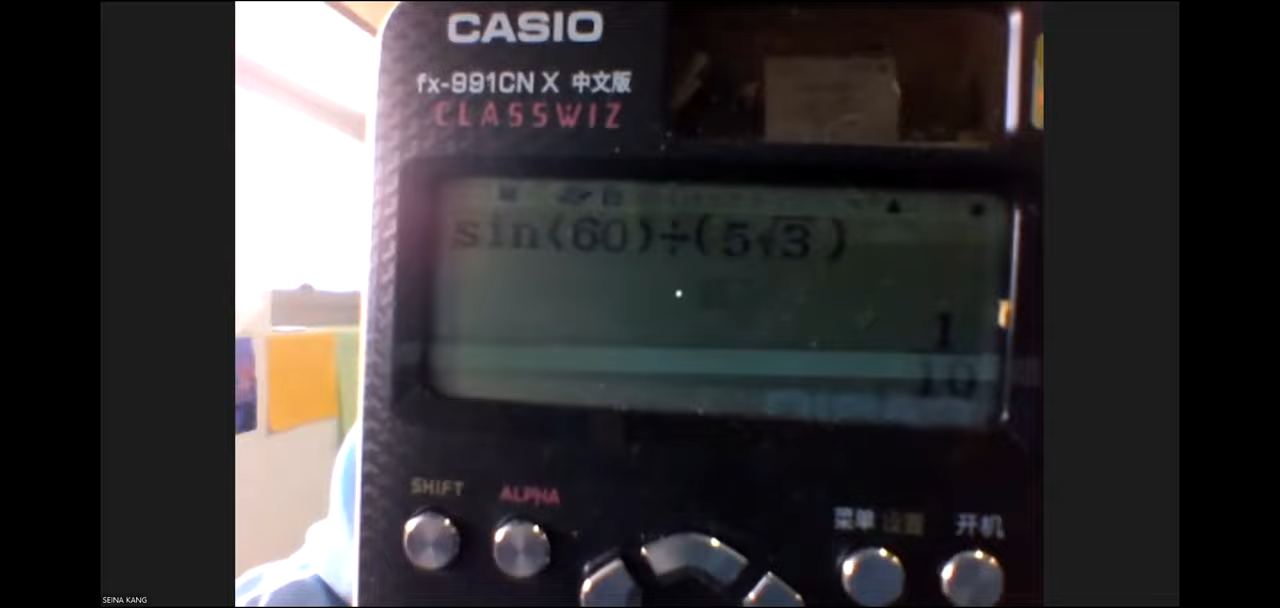 CASIO
fx-991CN X 中文版
CLASSWIZ
sin(60)÷(5√3)
1
10
SHIFT
ALPHA
菜单 设置
开机
SEINA KANG